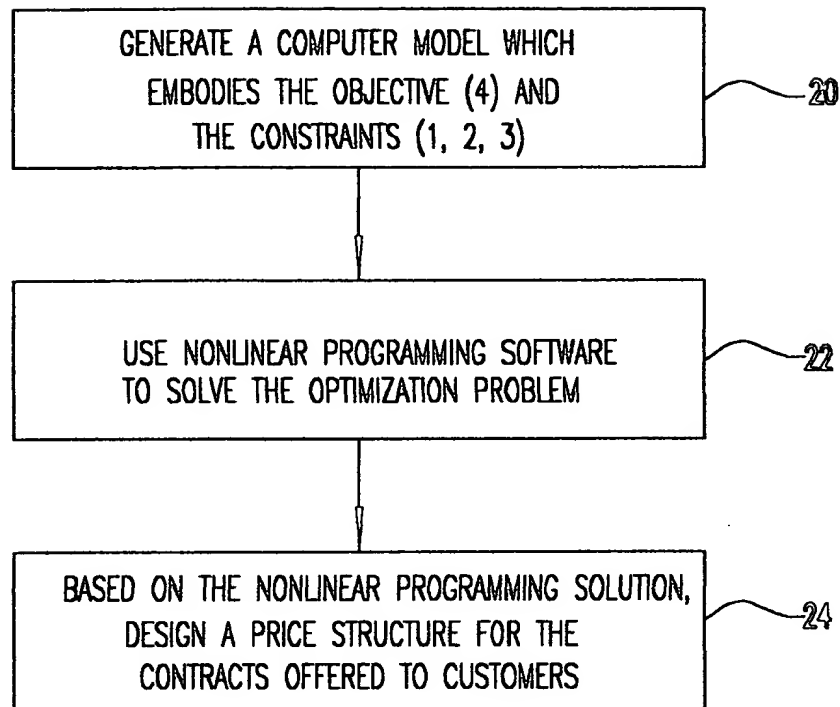 GENERATE A COMPUTER MODEL WHICH
EMBODIES THE OBJECTIVE (4) AND
THE CONSTRAINTS (1, 2, 3)
20
USE NONLINEAR PROGRAMMING SOFTWARE
TO SOLVE THE OPTIMIZATION PROBLEM
22
BASED ON THE NONLINEAR PROGRAMMING SOLUTION,
DESIGN A PRICE STRUCTURE FOR THE
CONTRACTS OFFERED TO CUSTOMERS
24